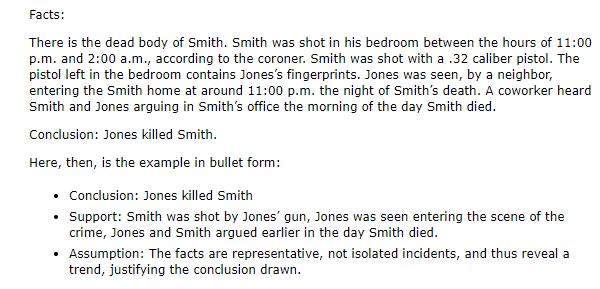 Facts:
There is the dead body of Smith. Smith was shot in his bedroom between the hours of 11:00
p.m. and 2:00 a.m., according to the coroner. Smith was shot with a .32 caliber pistol. The
pistol left in the bedroom contains Jones’s fingerprints. Jones was seen, by a neighbor,
entering the Smith home at around 11:00 p.m. the night of Smith’s death. A coworker heard
Smith and Jones arguing in Smith’s office the morning of the day Smith died.
Conclusion: Jones killed Smith.
Here, then, is the example in bullet form:
• Conclusion: Jones killed Smith
• Support: Smith was shot by Jones’ gun, Jones was seen entering the scene of the
crime, Jones and Smith argued earlier in the day Smith died.
• Assumption: The facts are representative, not isolated incidents, and thus reveal a
trend, justifying the conclusion drawn.